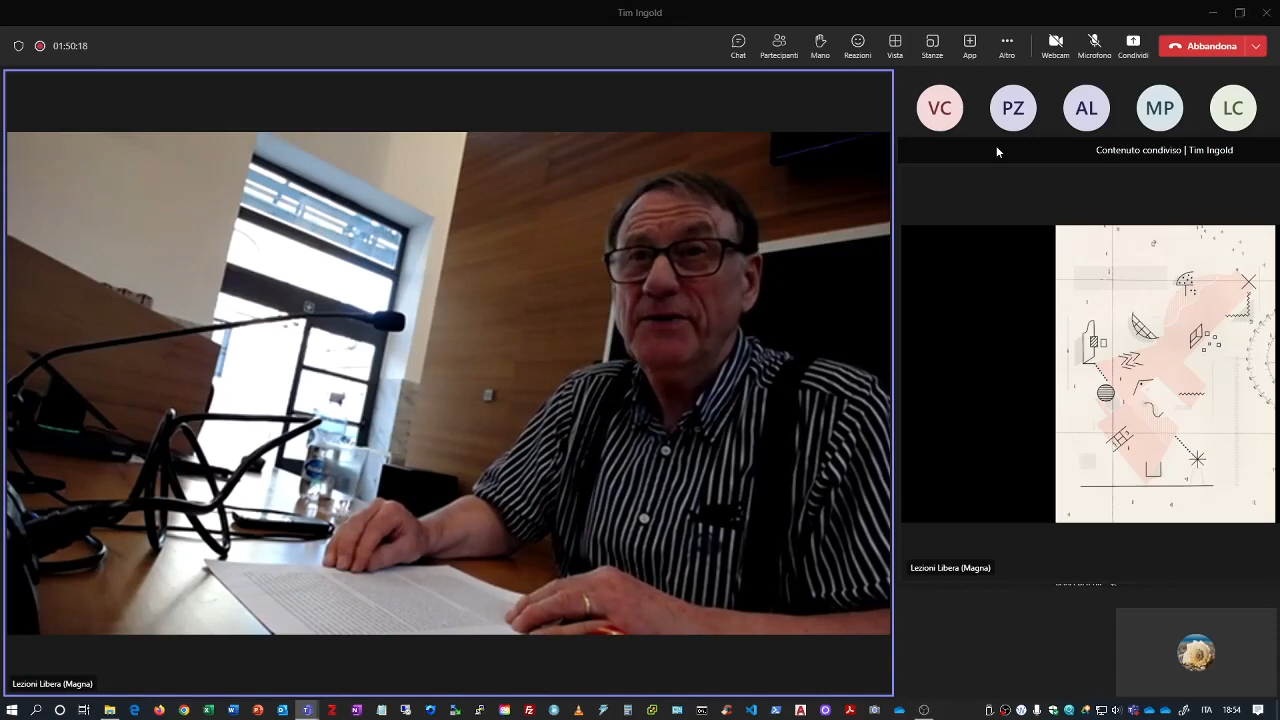 Tim Ingold
01:50:18
Chat
Partecipanti
Mano
Reazioni
Vista
Stanze
App
Altro
Webcam
Microfono
Condividi
Abbandona
VC
PZ
AL
MP
LC
Contenuto condiviso | Tim Ingold
Lezioni Libera (Magna)
Lezioni Libera (Magna)
ITA
18:54